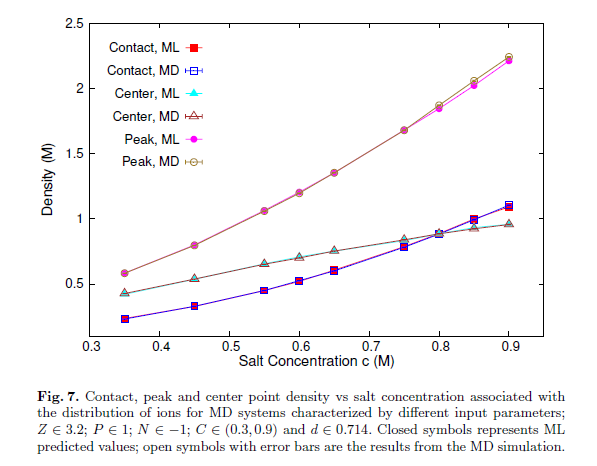 2.5
2
1.5
1
0.5
Density (M)
Contact, ML
Contact, MD
Center, ML
Center, MD
Peak, ML
Peak, MD
0.3 0.4 0.5 0.6 0.7 0.8 0.9
Salt Concentration c (M)
Fig. 7. Contact, peak and center point density vs salt concentration associated with
the distribution of ions for MD systems characterized by different input parameters;
Z ∈ 3.2; P ∈ 1; N ∈ −1; C ∈ (0.3, 0.9) and d ∈ 0.714. Closed symbols represents ML
predicted values; open symbols with error bars are the results from the MD simulation.